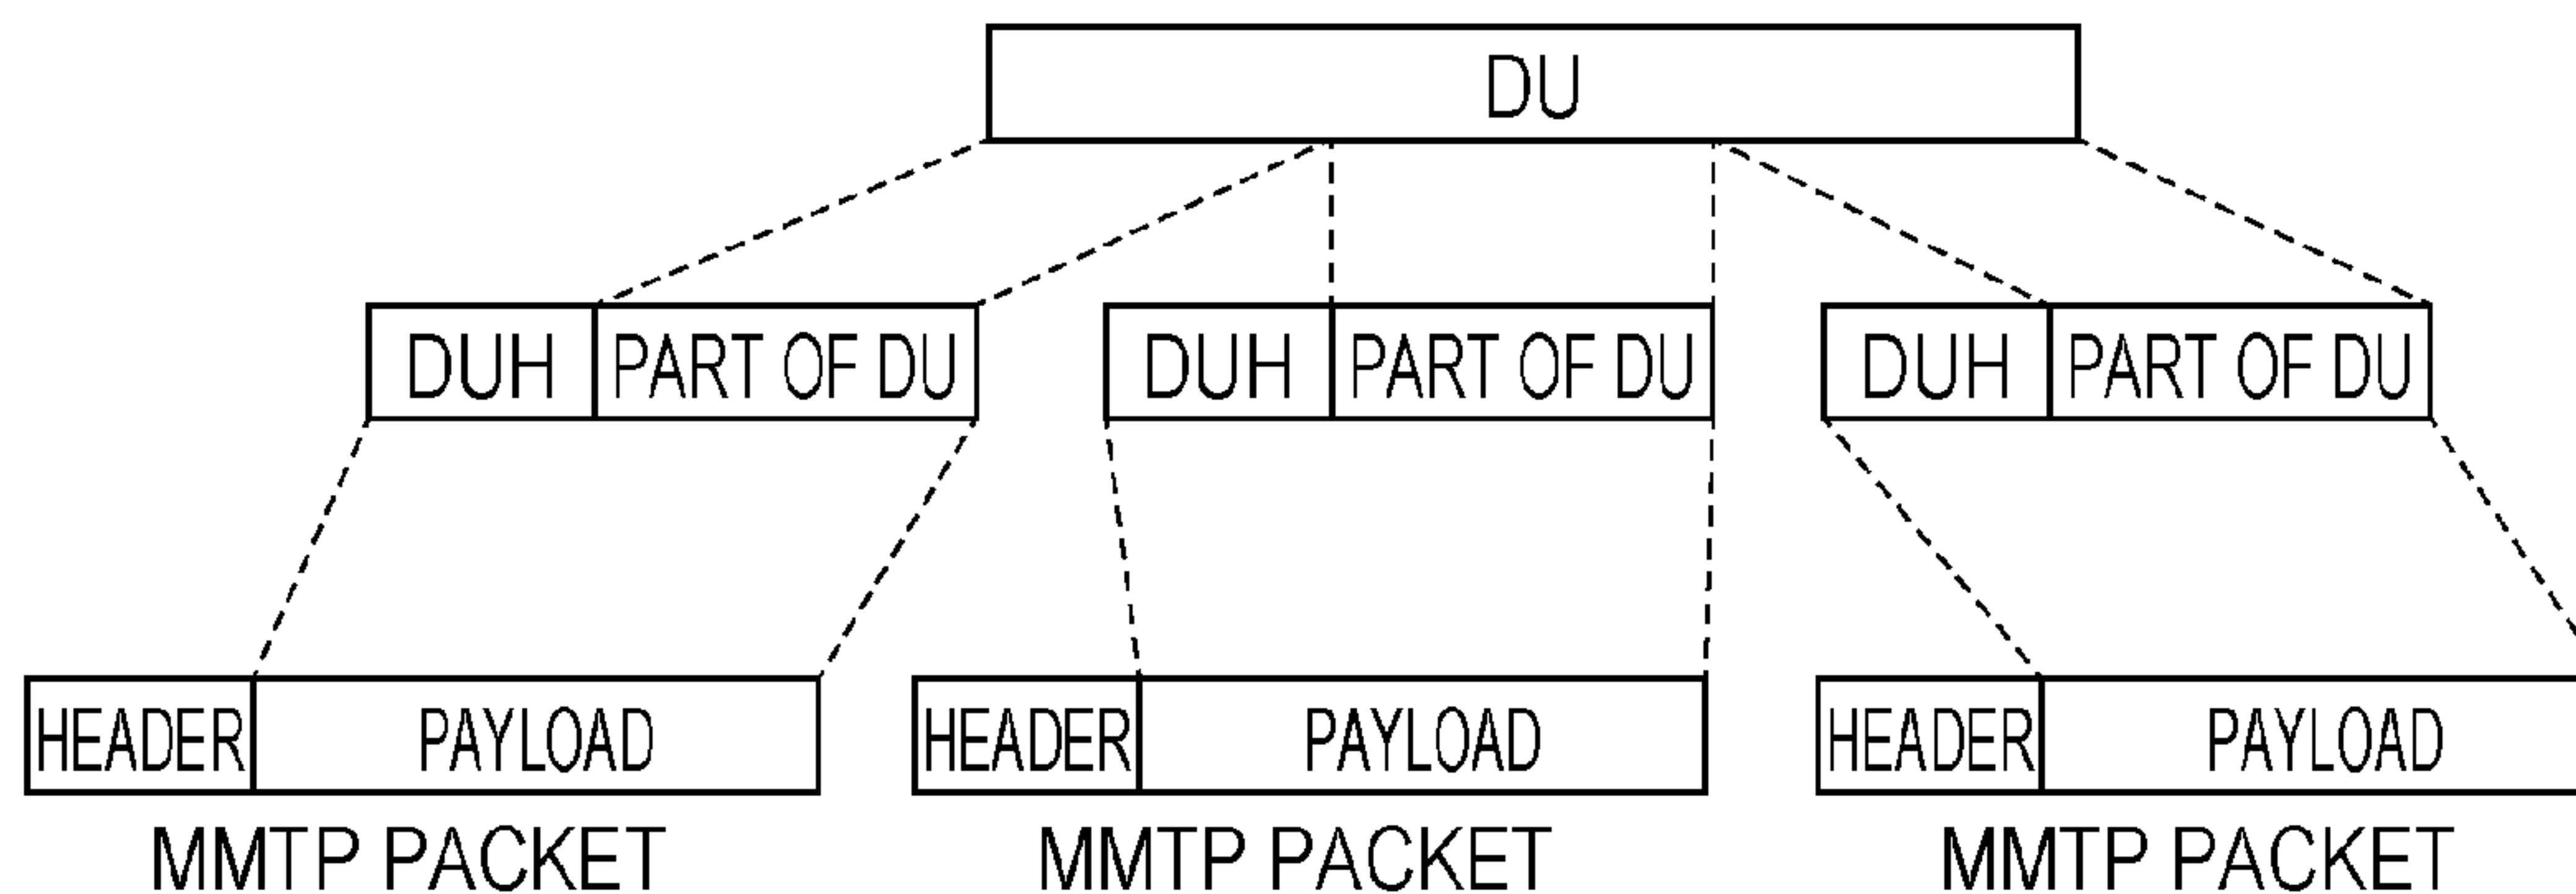 DU
DUH PART OF DU DUH PART OF DU DUH PART OF DU
HEADER PAYLOAD HEADER PAYLOAD HEADER PAYLOAD
MMTP PACKET MMTP PACKET MMTP PACKET